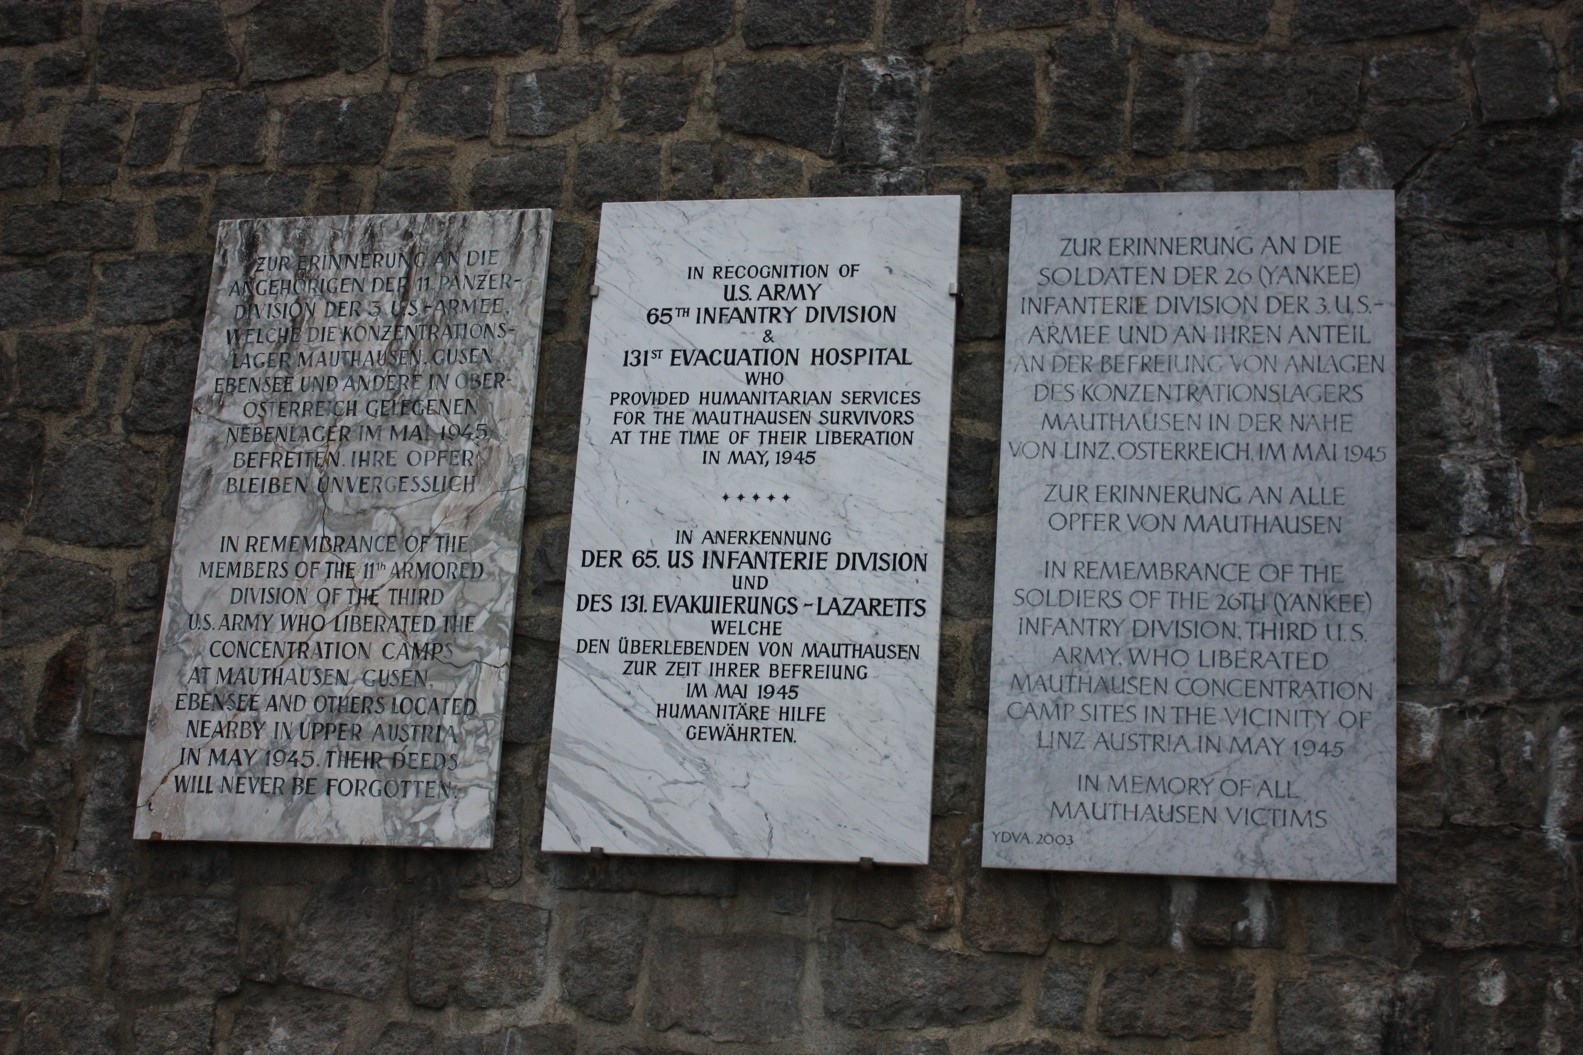 ZUR ERINNERUNG AN DIE
ANGEHÖRIGEN DER 11. PANZER-
DIVISION DER 3. U.S.-ARMEE,
WELCHE DIE KONZENTRATIONS-
LAGER MAUTHAUSEN, GUSEN,
EBENSEE UND ANDERE IN OBER-
ÖSTERREICH GELEGENEN
NEBENLAGER IM MAI 1945
BEFREITEN. IHRE OPFER
BLEIBEN UNVERGESSLICH
IN REMEMBRANCE OF THE
MEMBERS OF THE 11th ARMORED
DIVISION OF THE THIRD
U.S. ARMY WHO LIBERATED THE
CONCENTRATION CAMPS
AT MAUTHAUSEN, GUSEN,
EBENSEE AND OTHERS LOCATED
NEARBY IN UPPER AUSTRIA
IN MAY 1945. THEIR DEEDS
WILL NEVER BE FORGOTTEN.
IN RECOGNITION OF
U.S. ARMY
65TH INFANTRY DIVISION
&
131ST EVACUATION HOSPITAL
WHO
PROVIDED HUMANITARIAN SERVICES
FOR THE MAUTHAUSEN SURVIVORS
AT THE TIME OF THEIR LIBERATION
IN MAY, 1945
IN ANERKENNUNG
DER 65. US INFANTERIE DIVISION
UND
DES 131. EVAKUIERUNGS-LAZARETTS
WELCHE
DEN ÜBERLEBENDEN VON MAUTHAUSEN
ZUR ZEIT IHRER BEFREIUNG
IM MAI 1945
HUMANITÄRE HILFE
GEWÄHRTEN.
ZUR ERINNERUNG AN DIE
SOLDATEN DER 26 (YANKEE)
INFANTERIE DIVISION DER 3. U.S.-
ARMEE UND AN IHREN ANTEIL
AN DER BEFREIUNG VON ANLAGEN
DES KONZENTRATIONSLAGERS
MAUTHAUSEN IN DER NÄHE
VON LINZ, ÖSTERREICH, IM MAI 1945
ZUR ERINNERUNG AN ALLE
OPFER VON MAUTHAUSEN
IN REMEMBRANCE OF THE
SOLDIERS OF THE 26TH (YANKEE)
INFANTRY DIVISION, THIRD U.S.
ARMY, WHO LIBERATED
MAUTHAUSEN CONCENTRATION
CAMP SITES IN THE VICINITY OF
LINZ AUSTRIA IN MAY 1945
IN MEMORY OF ALL
MAUTHAUSEN VICTIMS
YDVA. 2003